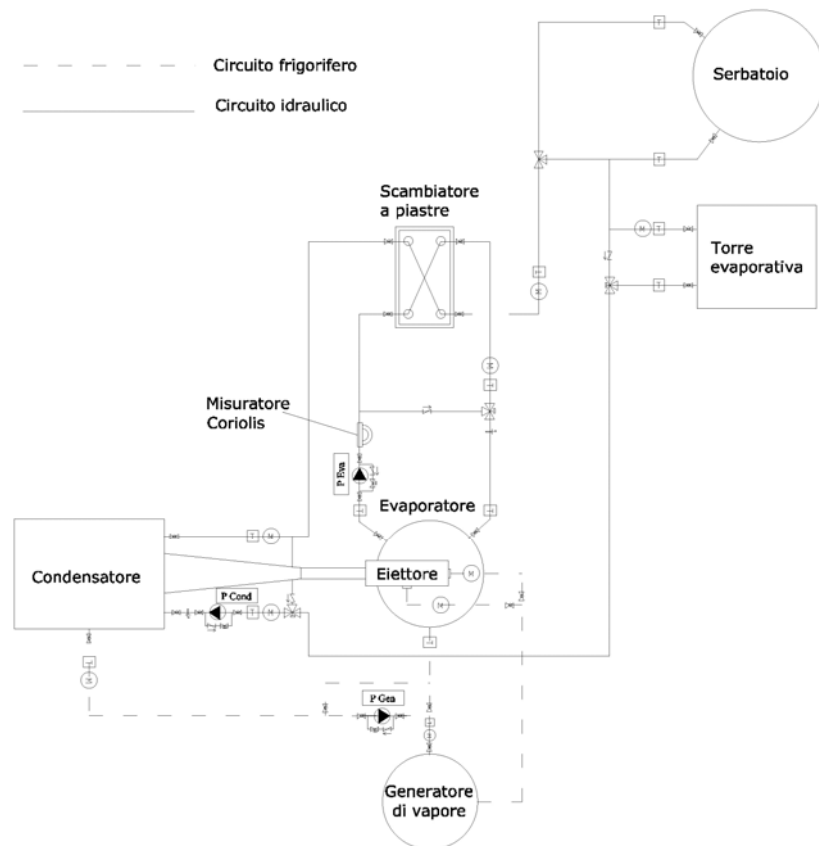 Circuito frigorifero
Circuito idraulico
Serbatoio
Scambiatore
a piastre
Torre
evaporativa
Misuratore
Coriolis
P Eva
Evaporatore
Condensatore
Eiettore
P Cond
P Gen
Generatore
di vapore
T
T
M
T
T
T
M
M
T
T
T
T
M
M
M
T
M
T
T
M
T
M